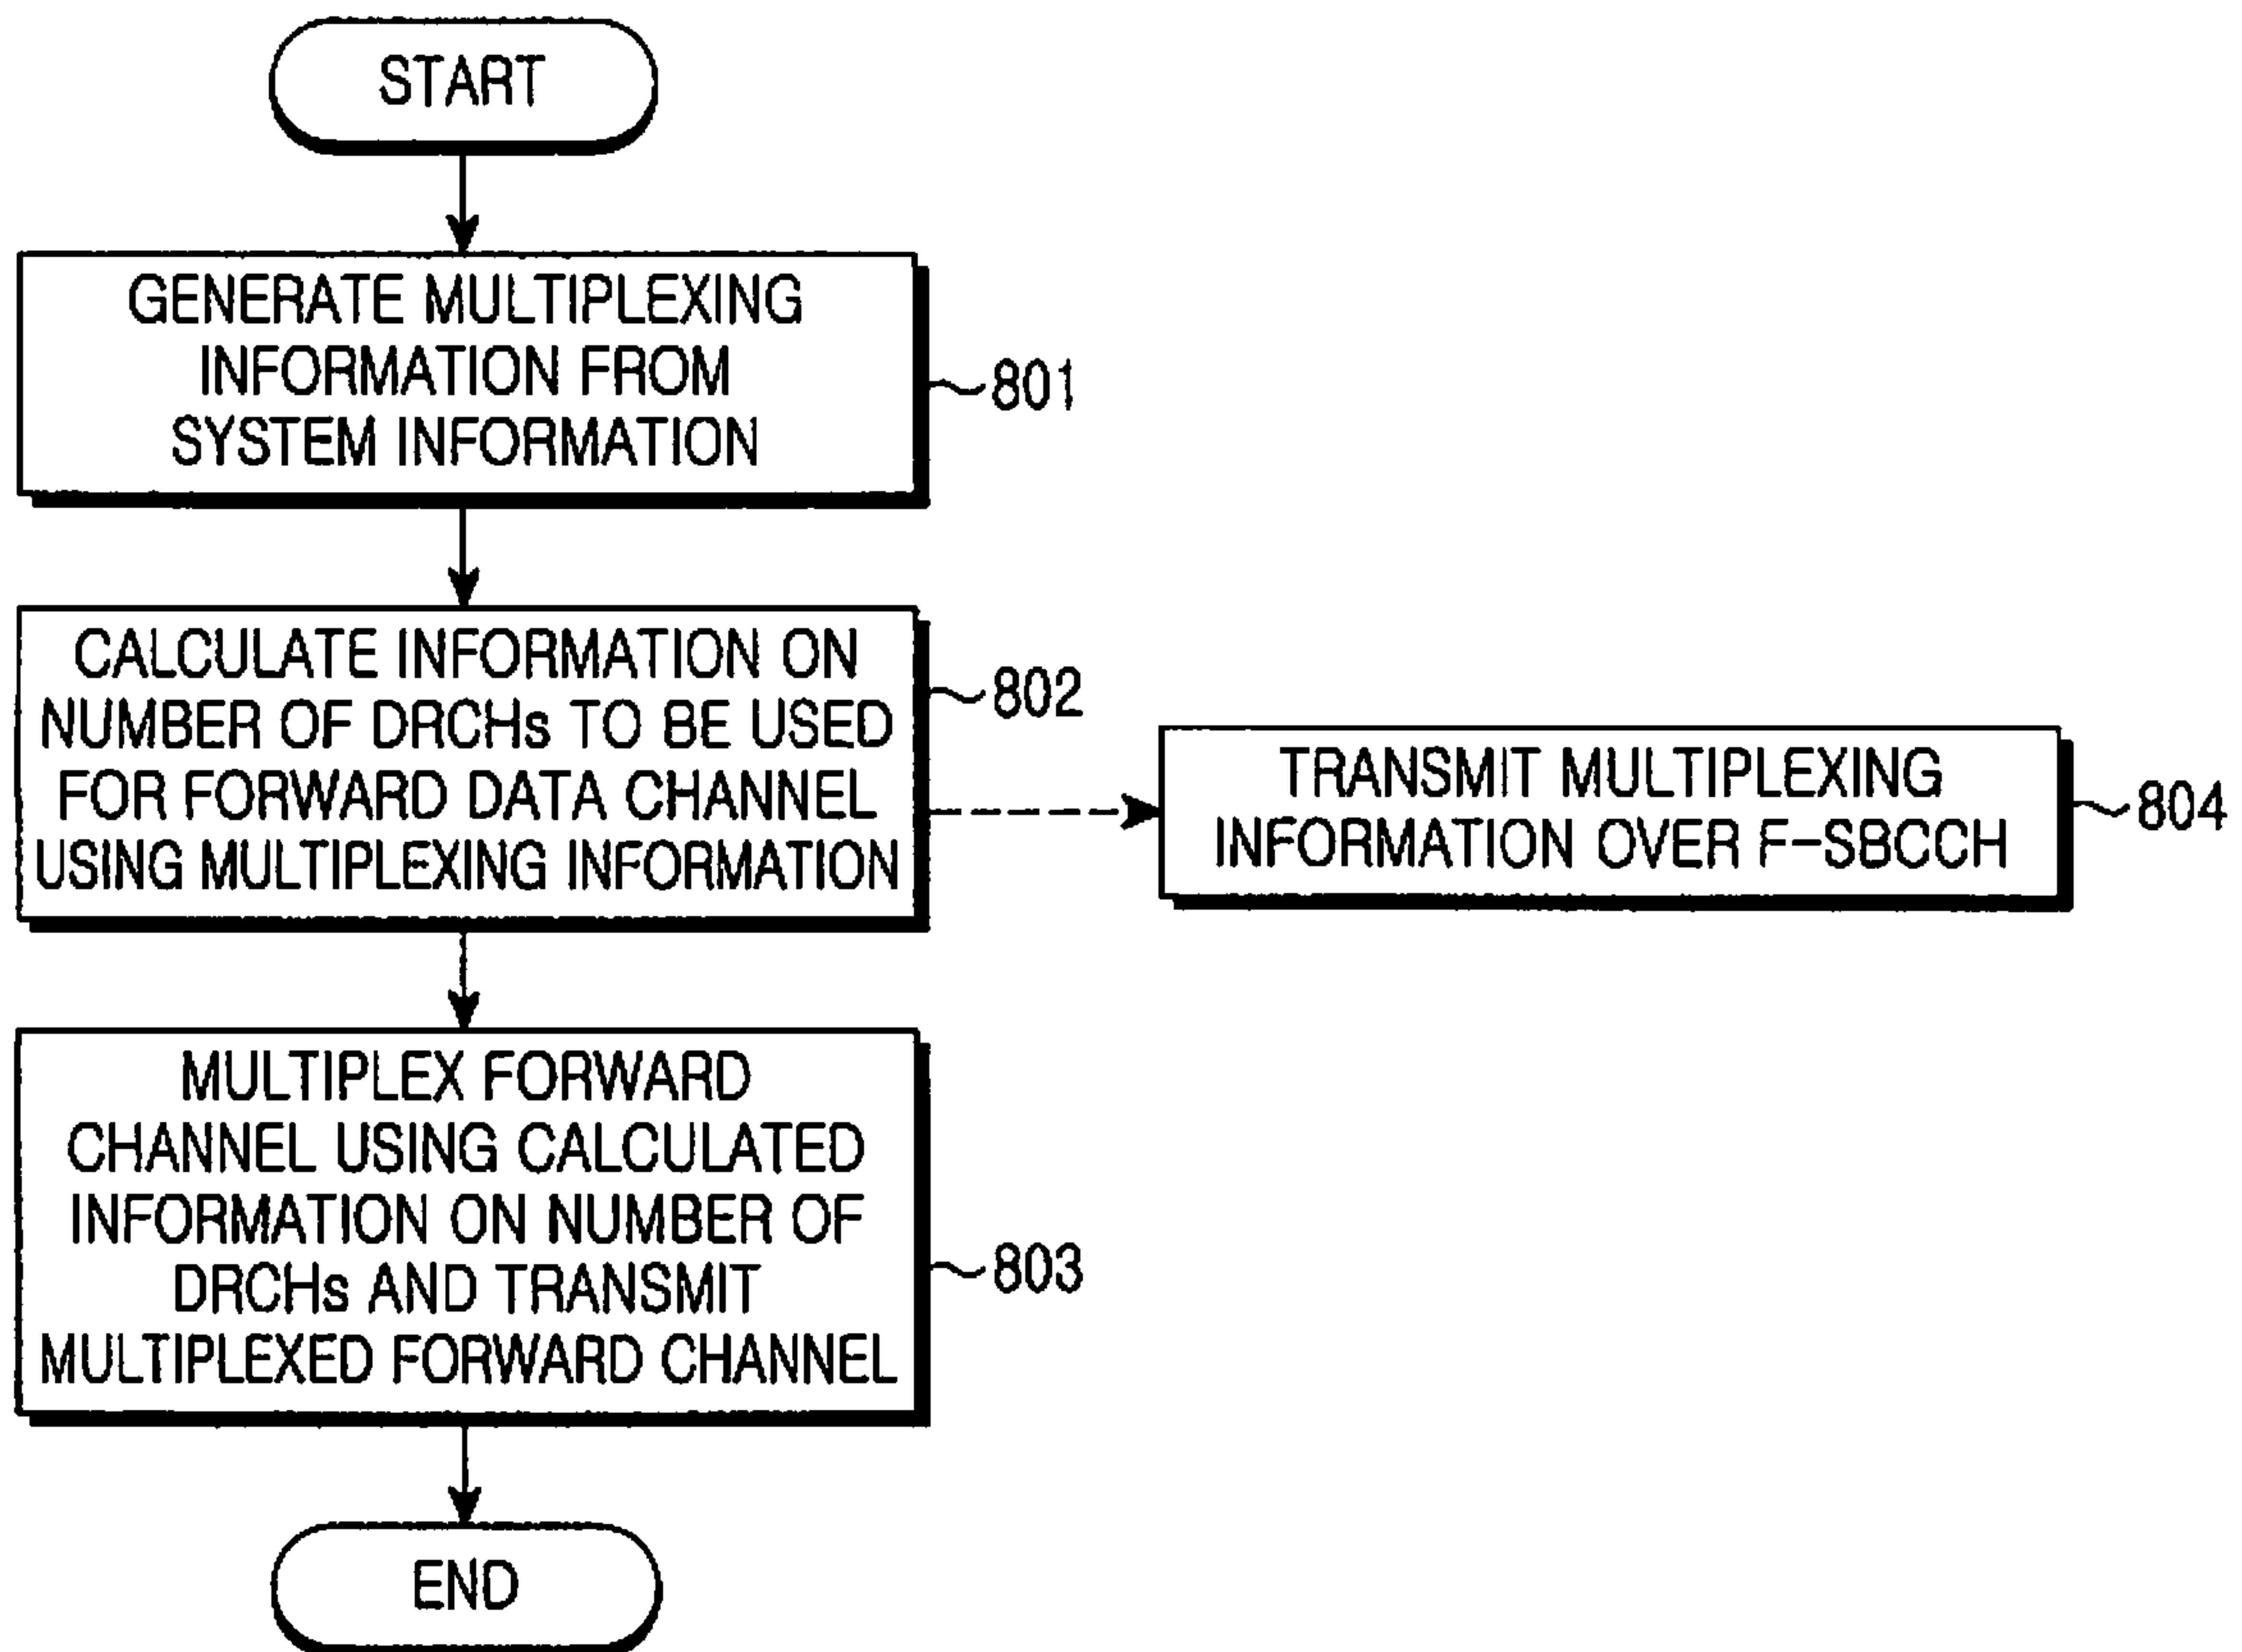 START
GENERATE MULTIPLEXING
INFORMATION FROM
SYSTEM INFORMATION
801
CALCULATE INFORMATION ON
NUMBER OF DRCHs TO BE USED
FOR FORWARD DATA CHANNEL
USING MULTIPLEXING INFORMATION
802
TRANSMIT MULTIPLEXING
INFORMATION OVER F-SBCCH
804
MULTIPLEX FORWARD
CHANNEL USING CALCULATED
INFORMATION ON NUMBER OF
DRCHs AND TRANSMIT
MULTIPLEXED FORWARD CHANNEL
803
END